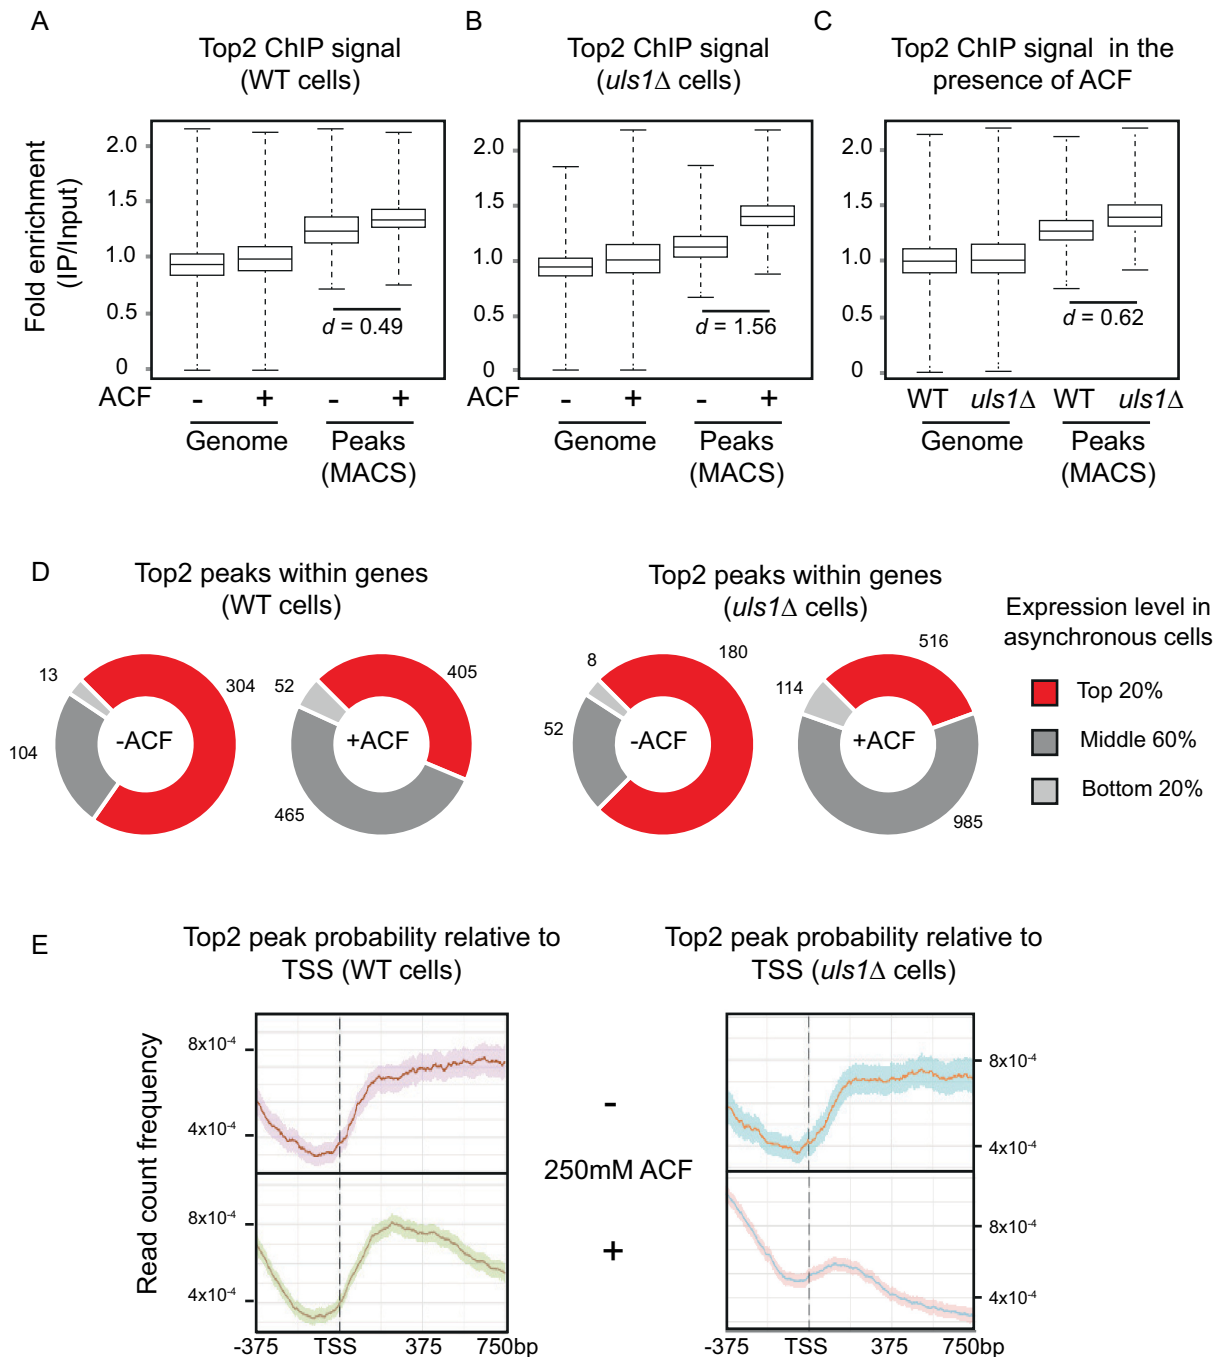 A
Top2 ChIP signal
(WT cells)
B
Top2 ChIP signal
(uls1Δ cells)
C
Top2 ChIP signal in the
presence of ACF
Fold enrichment
(IP/Input)
2.0
1.5
1.0
0.5
0
d = 0.49
ACF - + - +
Genome
Peaks
(MACS)
2.0
1.5
1.0
0.5
0
d = 1.56
ACF - + - +
Genome
Peaks
(MACS)
2.0
1.5
1.0
0.5
0
d = 0.62
WT uls1Δ WT uls1Δ
Genome
Peaks
(MACS)
D
Top2 peaks within genes
(WT cells)
13
304
104
-ACF
52
405
465
+ACF
Top2 peaks within genes
(uls1Δ cells)
8
180
52
-ACF
114
516
985
+ACF
Expression level in
asynchronous cells
Top 20%
Middle 60%
Bottom 20%
E
Top2 peak probability relative to
TSS (WT cells)
Top2 peak probability relative to
TSS (uls1Δ cells)
Read count frequency
8x10⁻⁴
4x10⁻⁴
8x10⁻⁴
4x10⁻⁴
-375 TSS 375 750bp
-
250mM ACF
+
8x10⁻⁴
4x10⁻⁴
8x10⁻⁴
4x10⁻⁴
-375 TSS 375 750bp